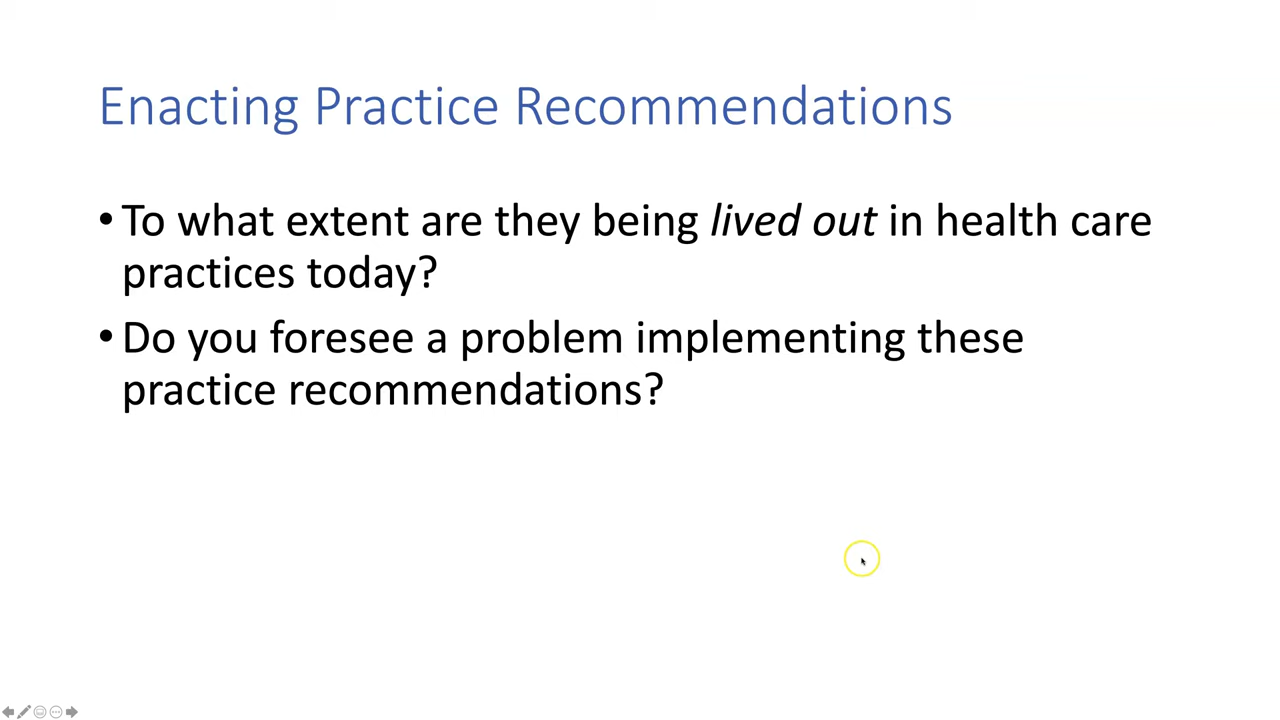 Enacting Practice Recommendations
• To what extent are they being lived out in health care
practices today?
• Do you foresee a problem implementing these
practice recommendations?